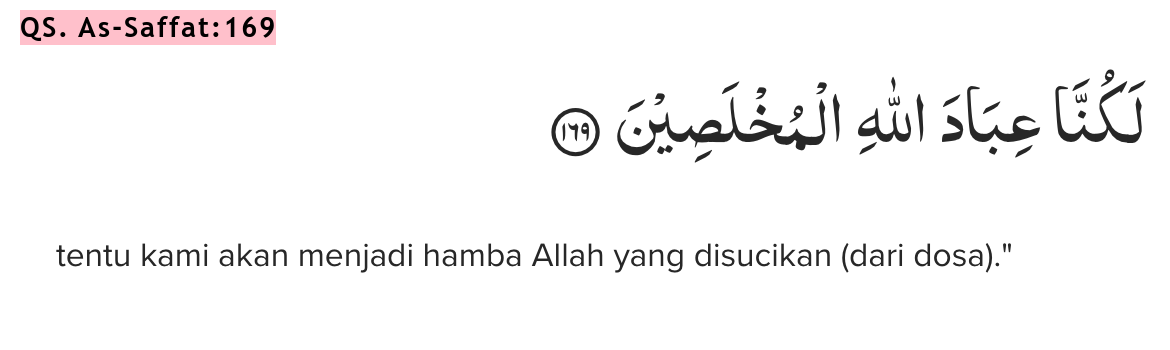 QS. As-Saffat:169
لَكُنَّا عِبَادَ اللّٰهِ الْمُخْلَصِيْنَ ١٦٩
tentu kami akan menjadi hamba Allah yang disucikan (dari dosa)."